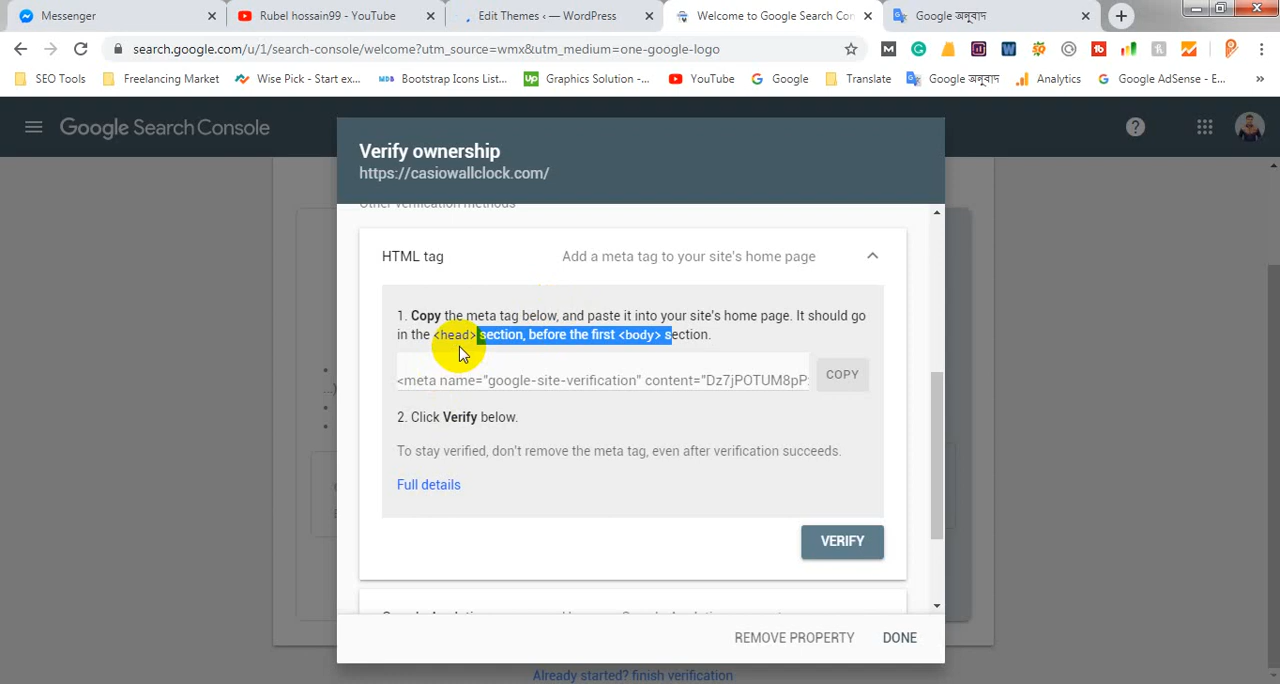 Messenger
Rubel hossain99 - YouTube
Edit Themes ‹ — WordPress
Welcome to Google Search Con
Google অনুবাদ
search.google.com/u/1/search-console/welcome?utm_source=wmx&utm_medium=one-google-logo
SEO Tools
Freelancing Market
Wise Pick - Start ex...
Bootstrap Icons List...
Graphics Solution -...
YouTube
Google
Translate
Google অনুবাদ
Analytics
Google AdSense - E...
Google Search Console
Verify ownership
https://casiowallclock.com/
Other verification methods
HTML tag
Add a meta tag to your site's home page
1. Copy the meta tag below, and paste it into your site's home page. It should go
in the <head> section, before the first <body> section.
<meta name="google-site-verification" content="Dz7jPOTUM8pP
COPY
2. Click Verify below.
To stay verified, don't remove the meta tag, even after verification succeeds.
Full details
VERIFY
REMOVE PROPERTY
DONE
Already started? finish verification